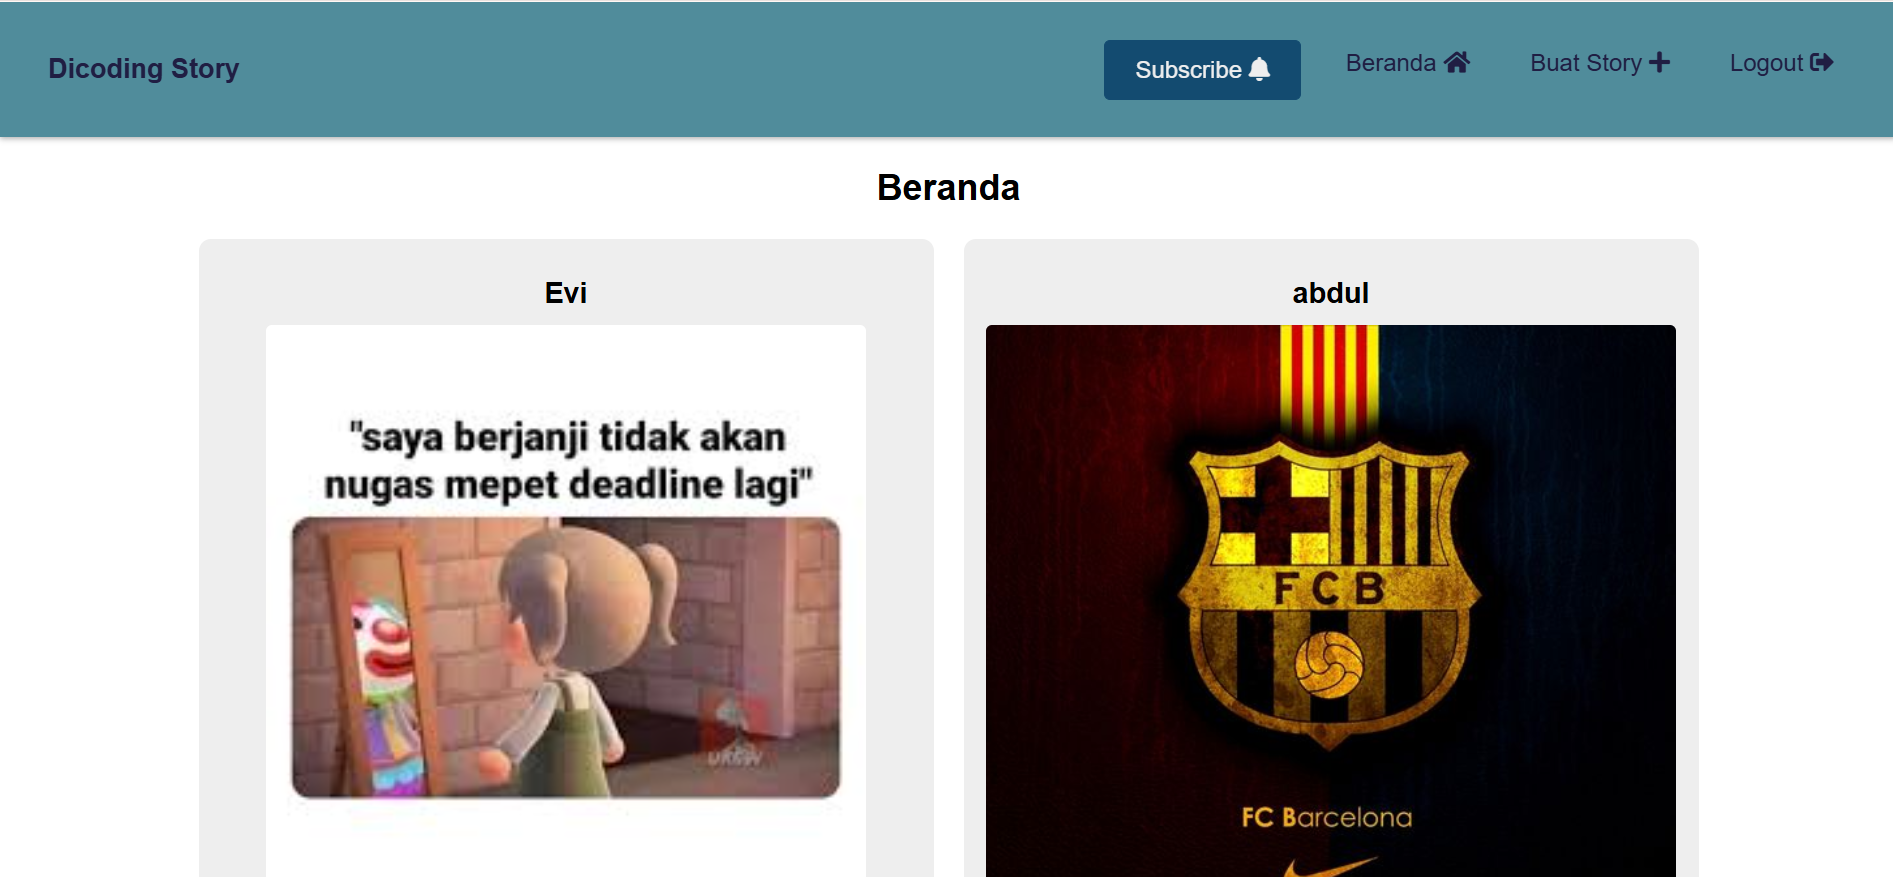 Dicoding Story
Subscribe
Beranda
Buat Story
Logout
Beranda
Evi
"saya berjanji tidak akan
nugas mepet deadline lagi"
abdul
FCB
FC Barcelona